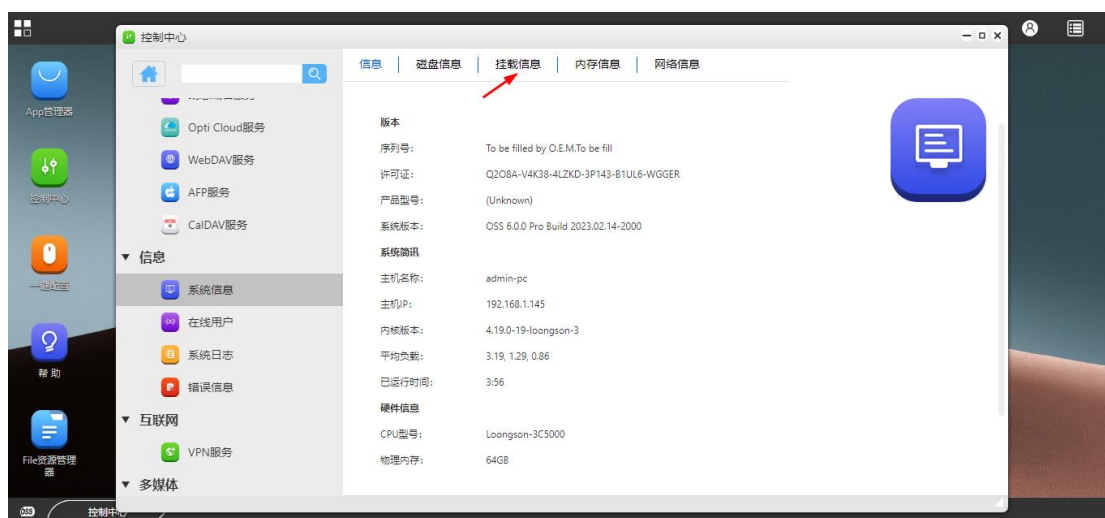 控制中心
信息 磁盘信息 挂载信息 内存信息 网络信息
App管理器
控制中心
一键配置
帮 助
File资源管理
器
Opti Cloud服务
WebDAV服务
AFP服务
CalDAV服务
信息
系统信息
在线用户
系统日志
错误信息
互联网
VPN服务
多媒体
版本
序列号: To be filled by O.E.M.To be fill
许可证: Q2O8A-V4K38-4LZKD-3P143-B1UL6-WGGER
产品型号: (Unknown)
系统版本: OSS 6.0.0 Pro Build 2023.02.14-2000
系统简讯
主机名称: admin-pc
主机IP: 192.168.1.145
内核版本: 4.19.0-19-loongson-3
平均负载: 3.19, 1.29, 0.86
已运行时间: 3:56
硬件信息
CPU型号: Loongson-3C5000
物理内存: 64GB
OSS
控制中心